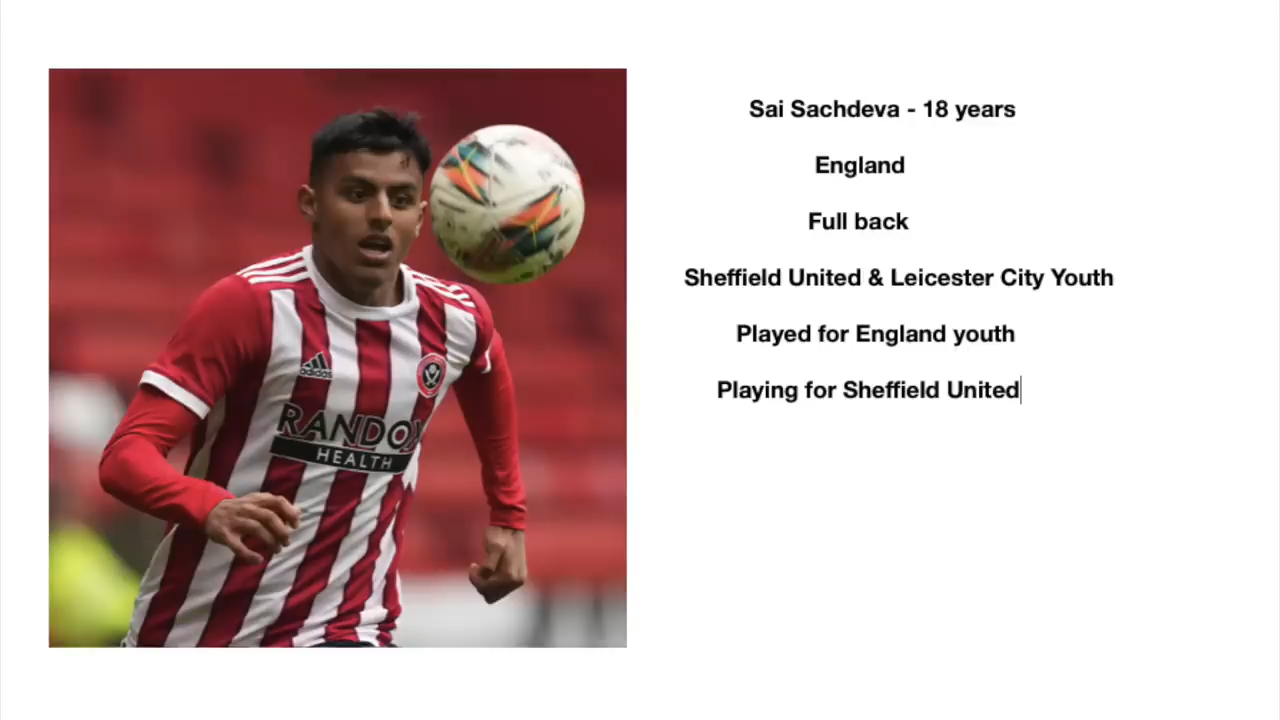 Sai Sachdeva - 18 years
England
Full back
Sheffield United & Leicester City Youth
Played for England youth
Playing for Sheffield United
adidas
RANDOX
HEALTH